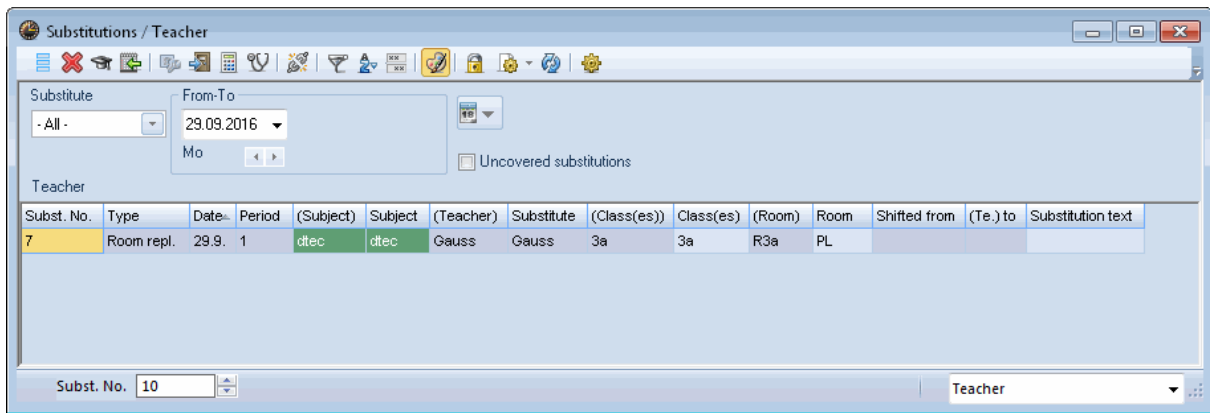 Substitutions / Teacher
Substitute
From-To
- All -
29.09.2016
Mo
Uncovered substitutions
Teacher
Subst. No. Type Date Period (Subject) Subject (Teacher) Substitute (Class(es)) Class(es) (Room) Room Shifted from (Te.) to Substitution text
7 Room repl. 29.9. 1 dtec dtec Gauss Gauss 3a 3a R3a PL
Subst. No. 10
Teacher